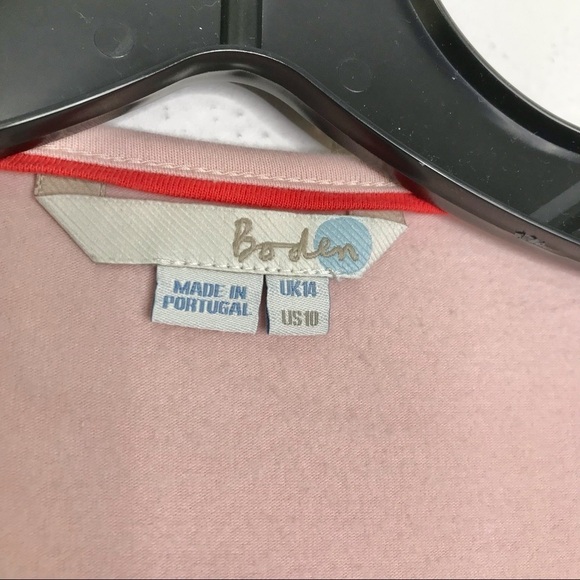 Boden
MADE IN
PORTUGAL
UK14
US10